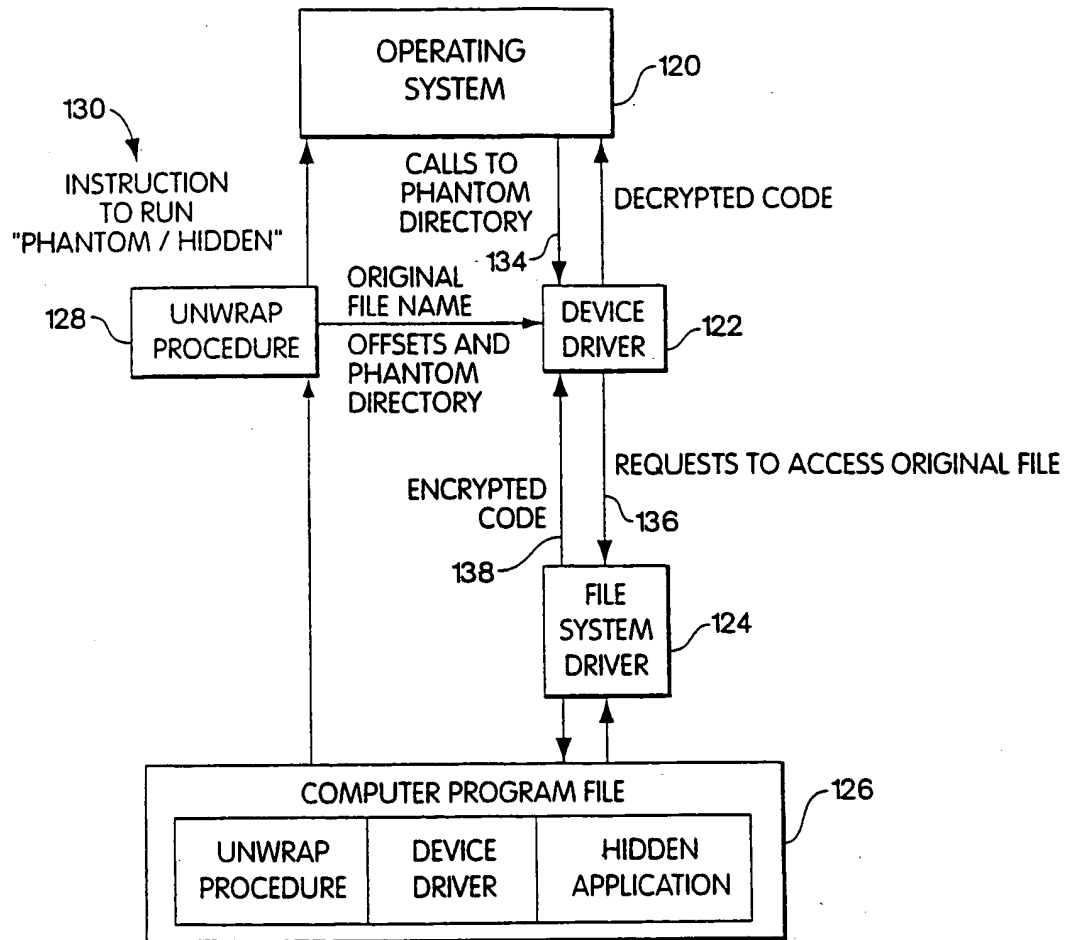 OPERATING
SYSTEM
120
130
INSTRUCTION
TO RUN
"PHANTOM / HIDDEN"
CALLS TO
PHANTOM
DIRECTORY
134
DECRYPTED CODE
128
UNWRAP
PROCEDURE
ORIGINAL
FILE NAME
OFFSETS AND
PHANTOM
DIRECTORY
DEVICE
DRIVER
122
REQUESTS TO ACCESS ORIGINAL FILE
136
ENCRYPTED
CODE
138
FILE
SYSTEM
DRIVER
124
COMPUTER PROGRAM FILE
126
UNWRAP
PROCEDURE
DEVICE
DRIVER
HIDDEN
APPLICATION